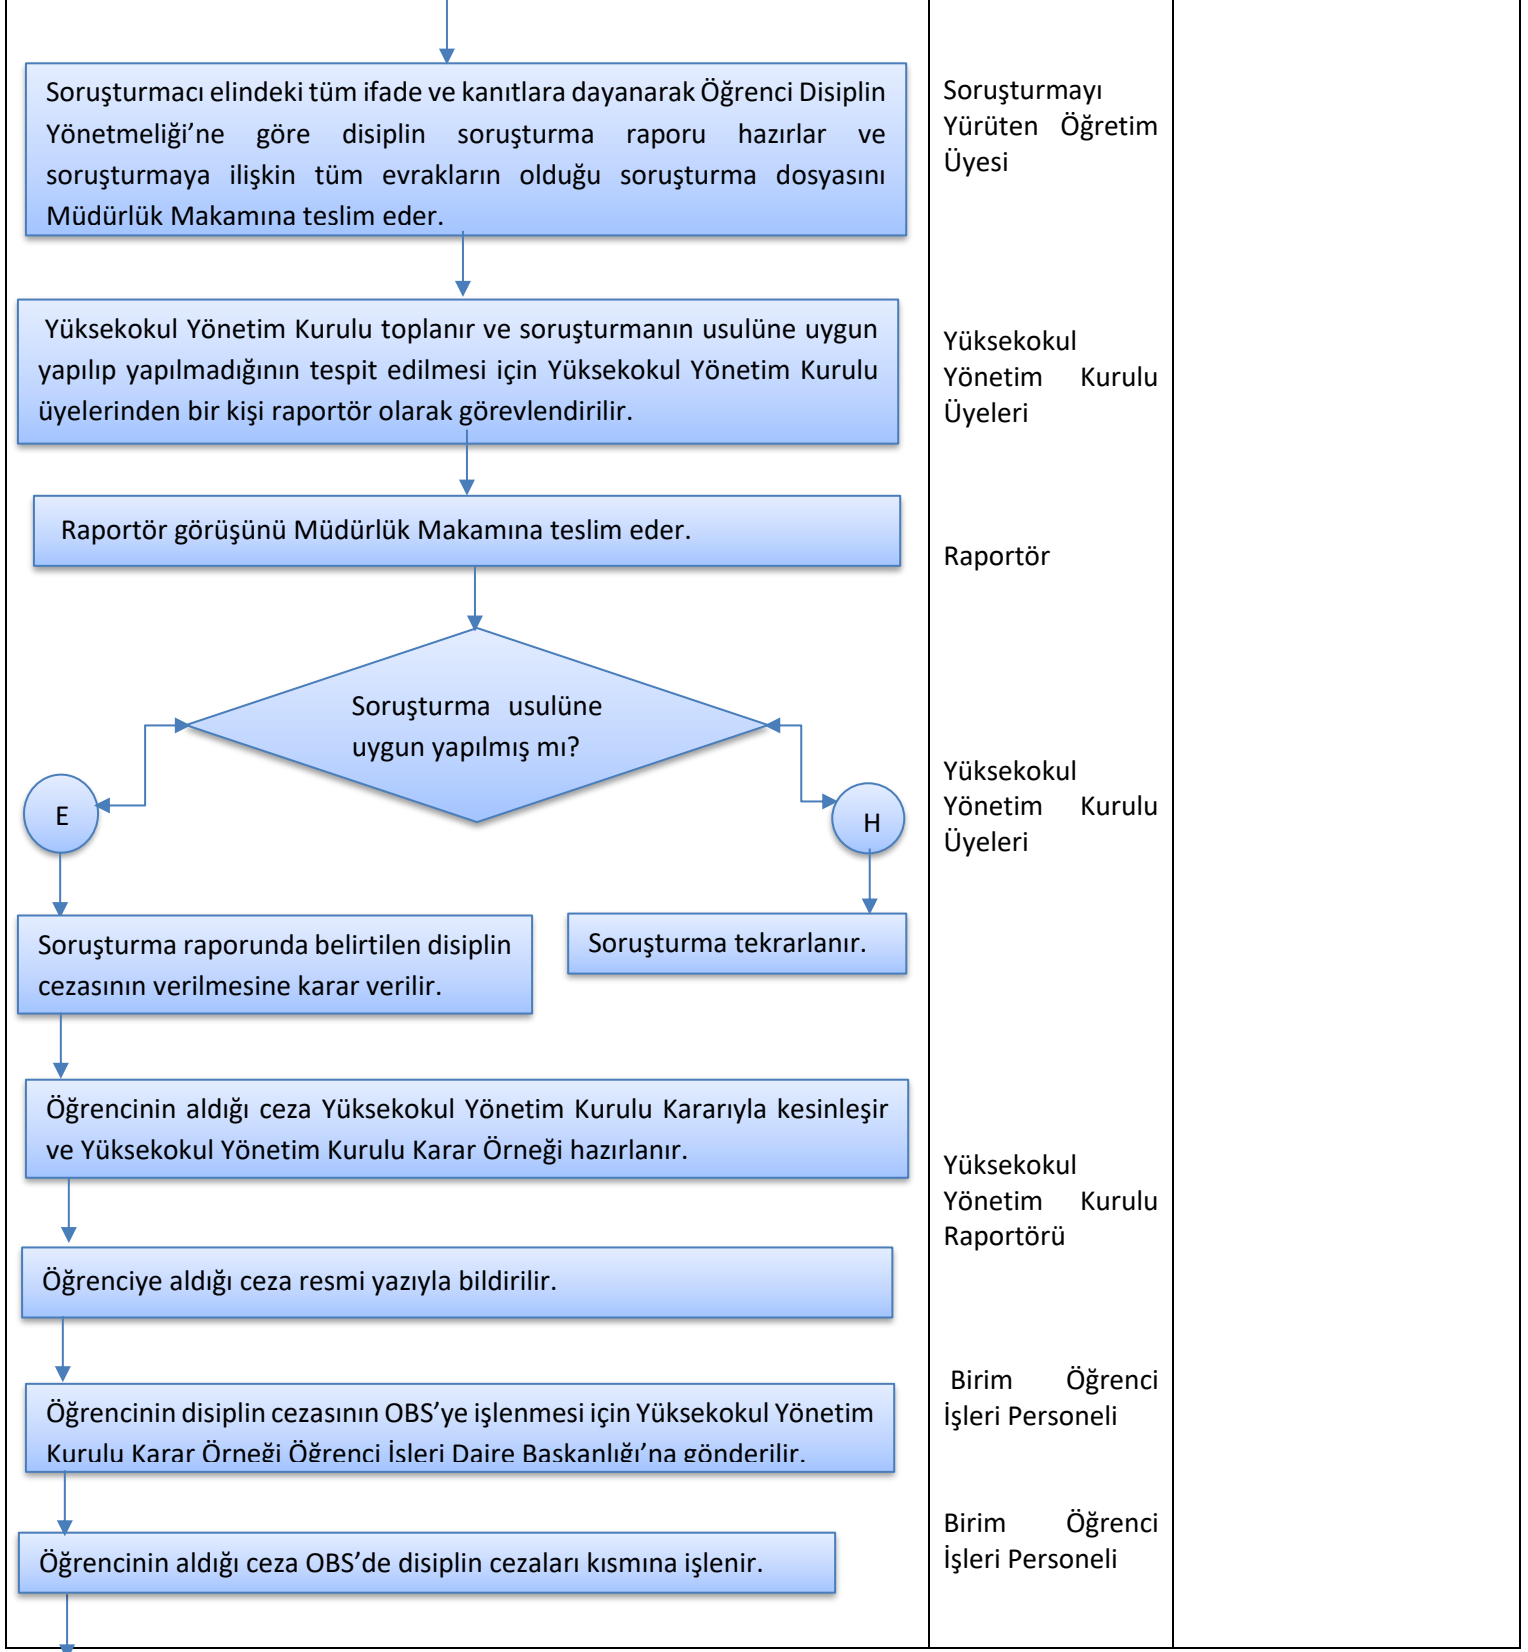 Soruşturmacı elindeki tüm ifade ve kanıtlara dayanarak Öğrenci Disiplin
Yönetmeliği’ne göre disiplin soruşturma raporu hazırlar ve
soruşturmaya ilişkin tüm evrakların olduğu soruşturma dosyasını
Müdürlük Makamına teslim eder.
Soruşturmayı
Yürüten Öğretim
Üyesi
Yüksekokul Yönetim Kurulu toplanır ve soruşturmanın usulüne uygun
yapılıp yapılmadığının tespit edilmesi için Yüksekokul Yönetim Kurulu
üyelerinden bir kişi raportör olarak görevlendirilir.
Yüksekokul
Yönetim Kurulu
Üyeleri
Raportör görüşünü Müdürlük Makamına teslim eder.
Raportör
Soruşturma usulüne
uygun yapılmış mı?
Yüksekokul
Yönetim Kurulu
Üyeleri
E
H
Soruşturma raporunda belirtilen disiplin
cezasının verilmesine karar verilir.
Soruşturma tekrarlanır.
Öğrencinin aldığı ceza Yüksekokul Yönetim Kurulu Kararıyla kesinleşir
ve Yüksekokul Yönetim Kurulu Karar Örneği hazırlanır.
Yüksekokul
Yönetim Kurulu
Raportörü
Öğrenciye aldığı ceza resmi yazıyla bildirilir.
Birim Öğrenci
İşleri Personeli
Öğrencinin disiplin cezasının OBS’ye işlenmesi için Yüksekokul Yönetim
Kurulu Karar Örneği Öğrenci İşleri Daire Başkanlığı’na gönderilir.
Birim Öğrenci
İşleri Personeli
Öğrencinin aldığı ceza OBS’de disiplin cezaları kısmına işlenir.